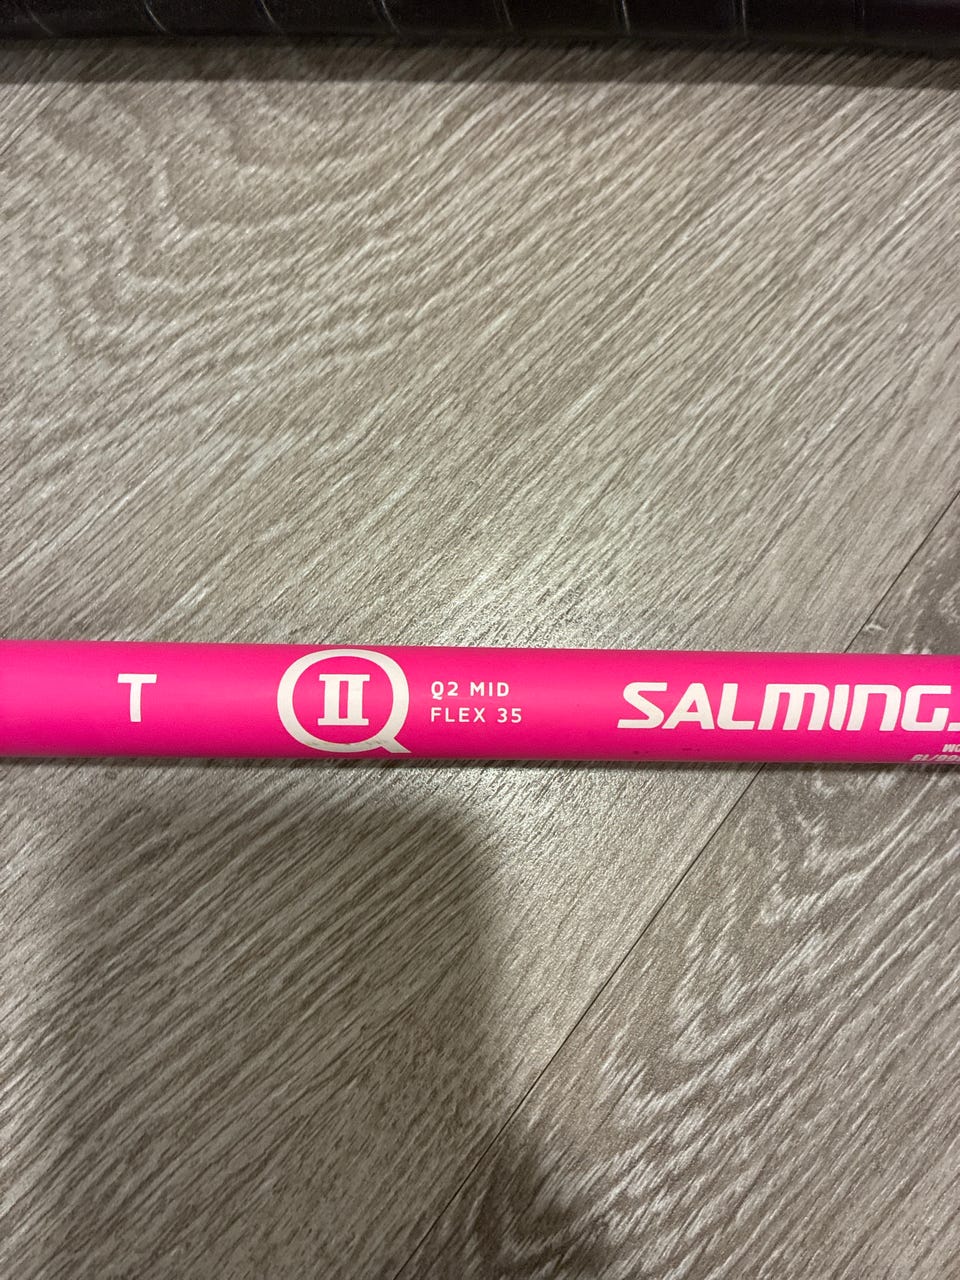 T
II
Q2 MID
FLEX 35
SALMING